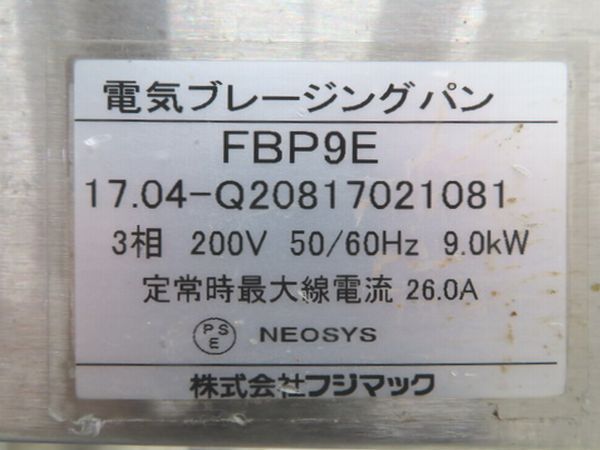 電気ブレージングパン
FBP9E
17.04-Q20817021081
3相 200V 50/60Hz 9.0kW
定常時最大線電流 26.0A
PSE NEOSYS
株式会社フジマック